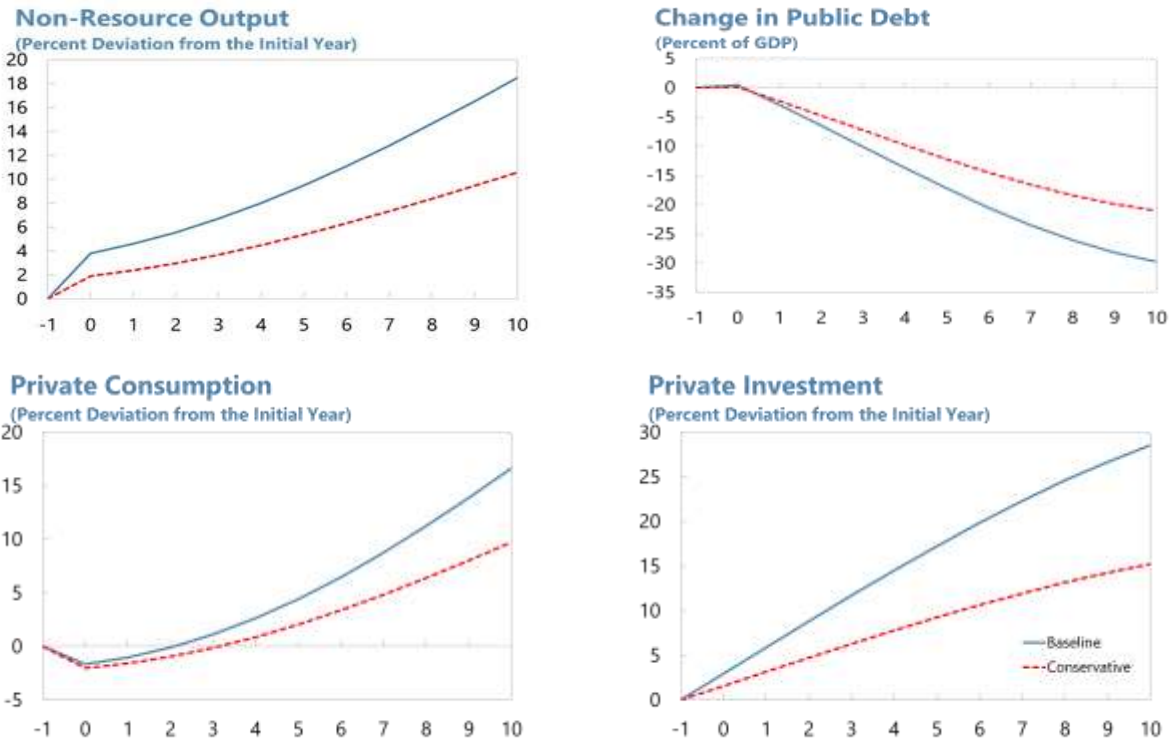 Non-Resource Output
(Percent Deviation from the Initial Year)
20
18
16
14
12
10
8
6
4
2
0
-1 0 1 2 3 4 5 6 7 8 9 10
Change in Public Debt
(Percent of GDP)
5
0
-5
-10
-15
-20
-25
-30
-35
-1 0 1 2 3 4 5 6 7 8 9 10
Private Consumption
(Percent Deviation from the Initial Year)
20
15
10
5
0
-5
-1 0 1 2 3 4 5 6 7 8 9 10
Private Investment
(Percent Deviation from the Initial Year)
30
25
20
15
10
5
0
Baseline
Conservative
-1 0 1 2 3 4 5 6 7 8 9 10